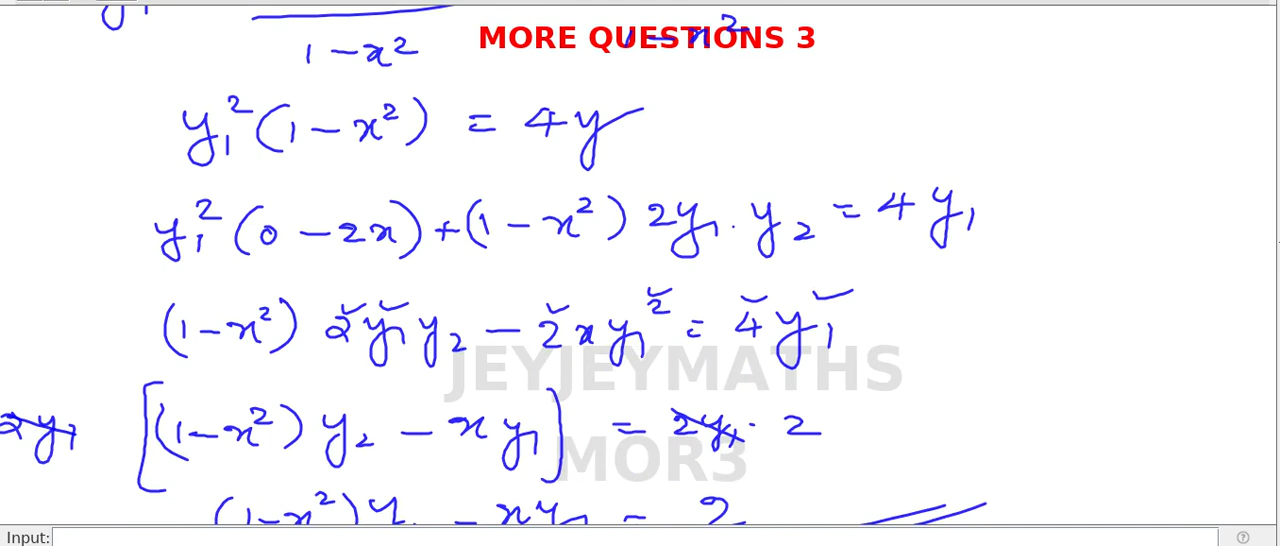 MORE QUESTIONS 3
1 - x²
y₁²(1 - x²) = 4y
y₁²(0 - 2x) + (1 - x²) 2y₁ . y₂ = 4y₁
(1 - x²) 2y₁y₂ - 2xy₁² = 4y₁
JEYJEYMATHS
2y₁ [(1 - x²) y₂ - xy₁] = 2y₁ . 2
MOR3
Input: